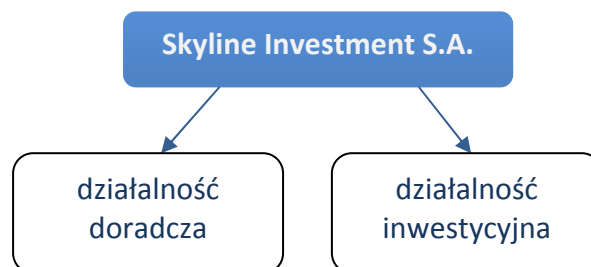 Skyline Investment S.A.
działalność
doradcza
działalność
inwestycyjna